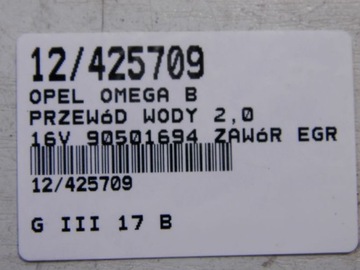 12/425709
OPEL OMEGA B
PRZEWóD WODY 2,0
16V 90501694 ZAWóR EGR
12/425709
G III 17 B